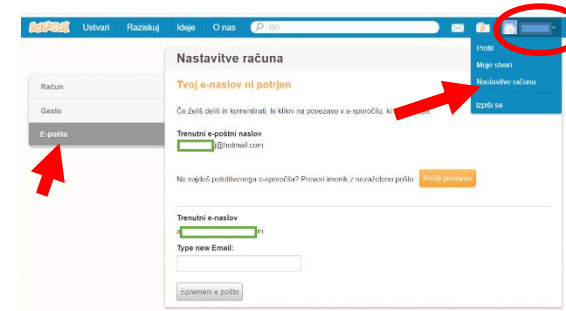 SCRATCH Ustvari Raziskuj Ideje O nas Išči
Profil
Moje stvari
Nastavitve računa
Izpiši se
Nastavitve računa
Račun
Geslo
E-pošta
Tvoj e-naslov ni potrjen
Če želiš deliti in komentirati, le klikni na povezavo v e-sporočilu, ki
Trenutni e-poštni naslov
j@hotmail.com
Ne najdeš potrditvenega e-sporočila? Preveri imenik z nezaželeno pošto Pošlji ponovno
Trenutni e-naslov
a m
Type new Email:
Spremeni e-pošto